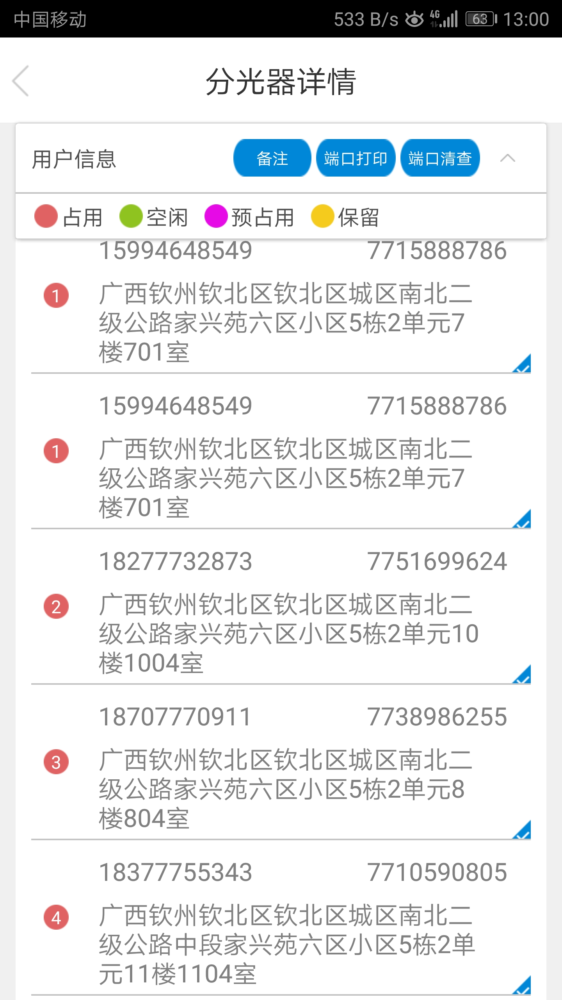 中国移动 533 B/s 4G 63 13:00
分光器详情
用户信息 备注 端口打印 端口清查
占用 空闲 预占用 保留
15994648549 7715888786
1 广西钦州钦北区钦北区城区南北二
级公路家兴苑六区小区5栋2单元7
楼701室
15994648549 7715888786
1 广西钦州钦北区钦北区城区南北二
级公路家兴苑六区小区5栋2单元7
楼701室
18277732873 7751699624
2 广西钦州钦北区钦北区城区南北二
级公路家兴苑六区小区5栋2单元10
楼1004室
18707770911 7738986255
3 广西钦州钦北区钦北区城区南北二
级公路家兴苑六区小区5栋2单元8
楼804室
18377755343 7710590805
4 广西钦州钦北区钦北区城区南北二
级公路中段家兴苑六区小区5栋2单
元11楼1104室